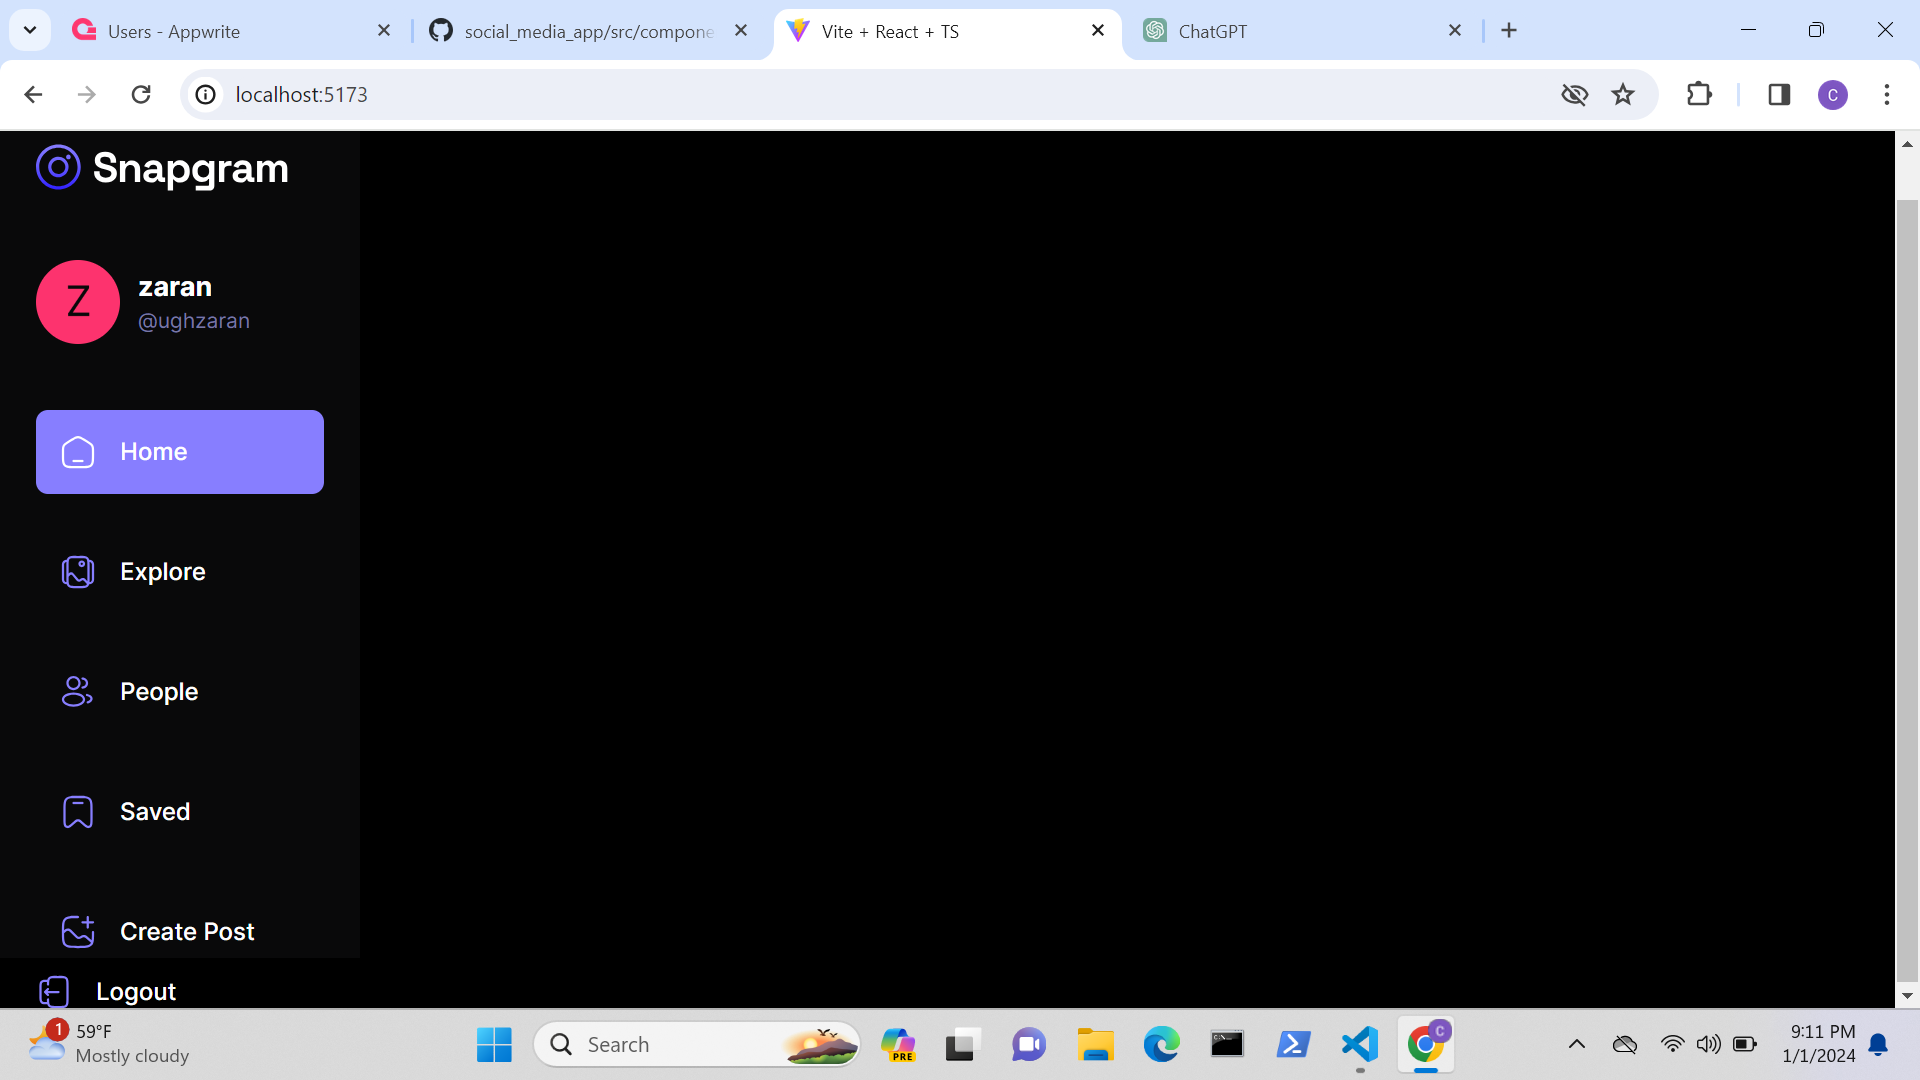 Users - Appwrite
social_media_app/src/compone
Vite + React + TS
ChatGPT
localhost:5173
C
Snapgram
Z
zaran
@ughzaran
Home
Explore
People
Saved
Create Post
Logout
1
59°F
Mostly cloudy
Search
PRE
C:\_
C
9:11 PM
1/1/2024